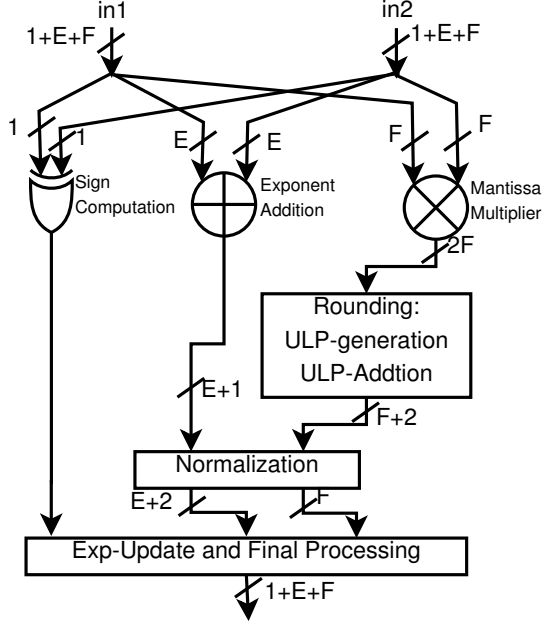 in1
in2
1+E+F
1+E+F
1
1
E
E
F
F
Sign
Computation
Exponent
Addition
Mantissa
Multiplier
2F
Rounding:
ULP-generation
ULP-Addtion
E+1
F+2
Normalization
E+2
F
Exp-Update and Final Processing
1+E+F